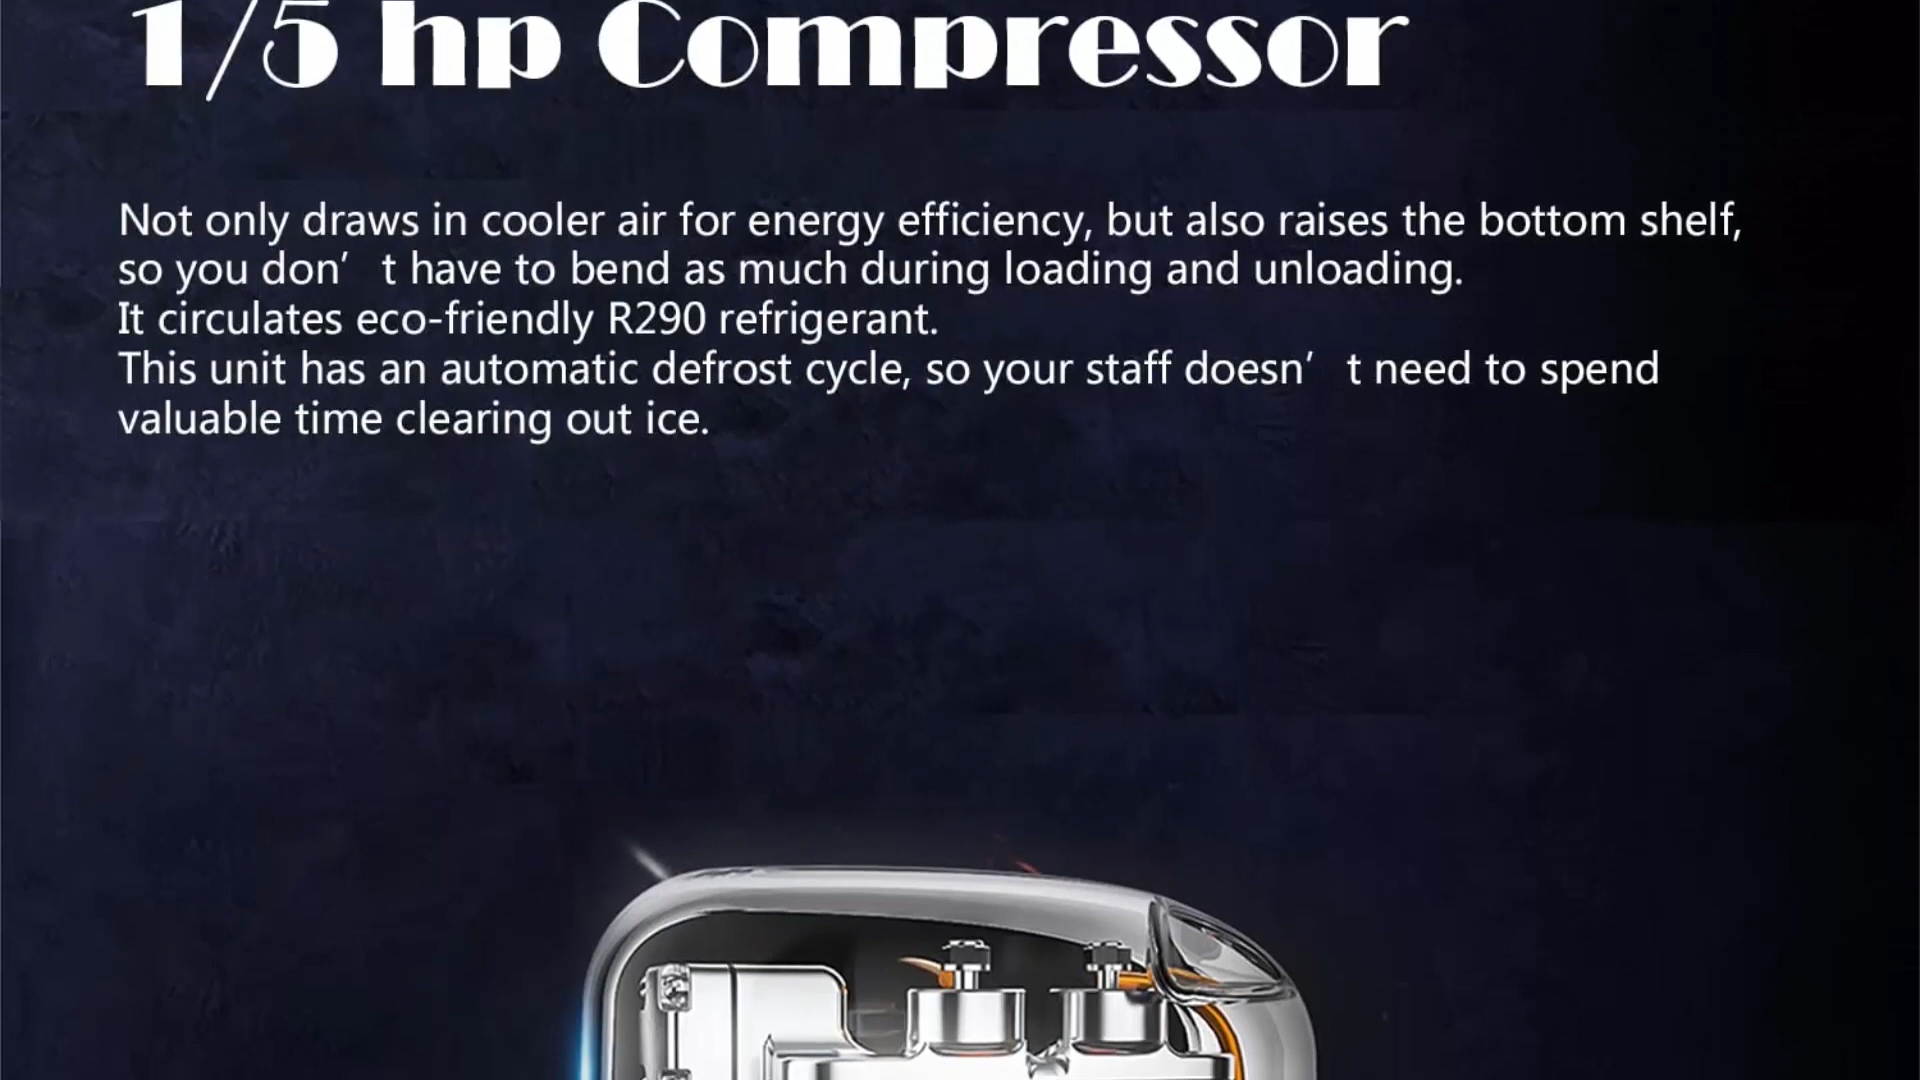 1/5 hp Compressor
Not only draws in cooler air for energy efficiency, but also raises the bottom shelf,
so you don’ t have to bend as much during loading and unloading.
It circulates eco-friendly R290 refrigerant.
This unit has an automatic defrost cycle, so your staff doesn’ t need to spend
valuable time clearing out ice.